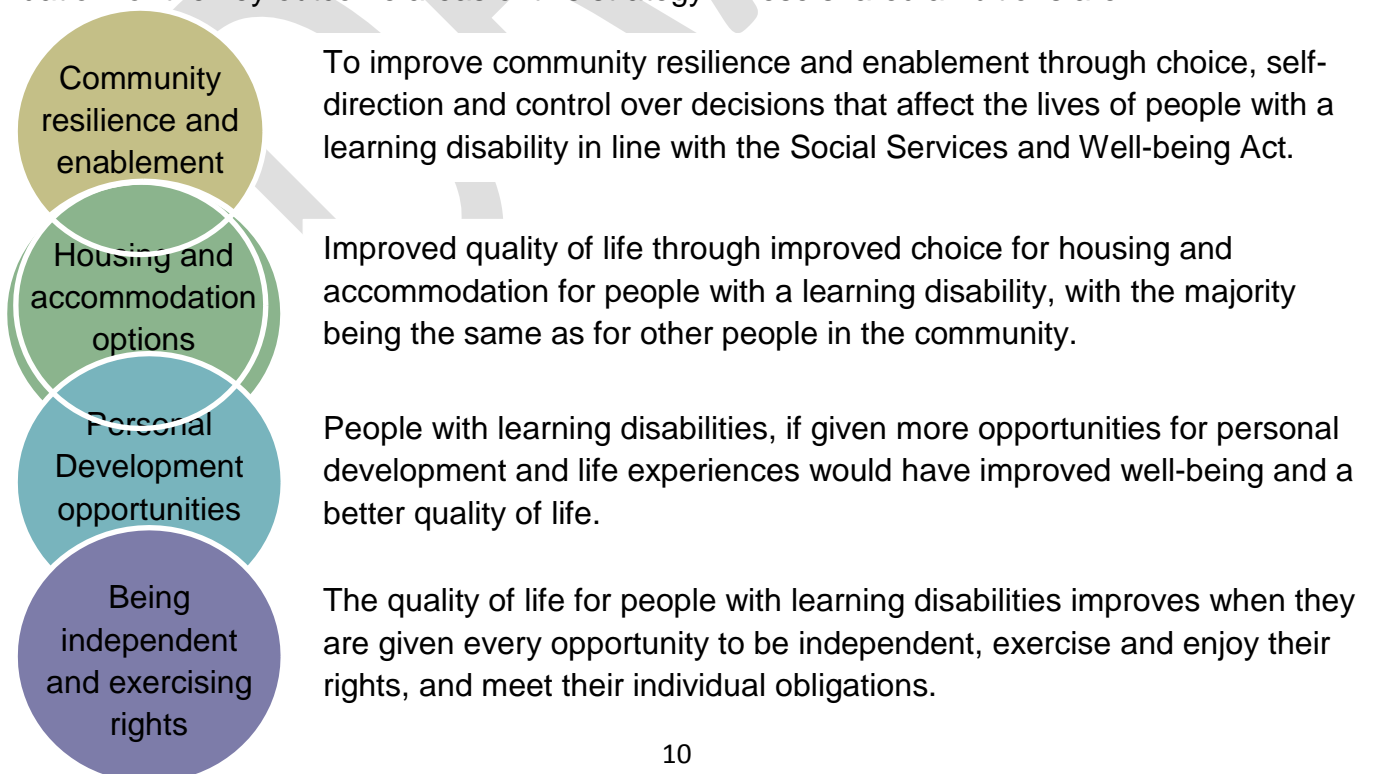 Community
resilience and
enablement
To improve community resilience and enablement through choice, self-
direction and control over decisions that affect the lives of people with a
learning disability in line with the Social Services and Well-being Act.
Housing and
accommodation
options
Improved quality of life through improved choice for housing and
accommodation for people with a learning disability, with the majority
being the same as for other people in the community.
Personal
Development
opportunities
People with learning disabilities, if given more opportunities for personal
development and life experiences would have improved well-being and a
better quality of life.
Being
independent
and exercising
rights
The quality of life for people with learning disabilities improves when they
are given every opportunity to be independent, exercise and enjoy their
rights, and meet their individual obligations.
10